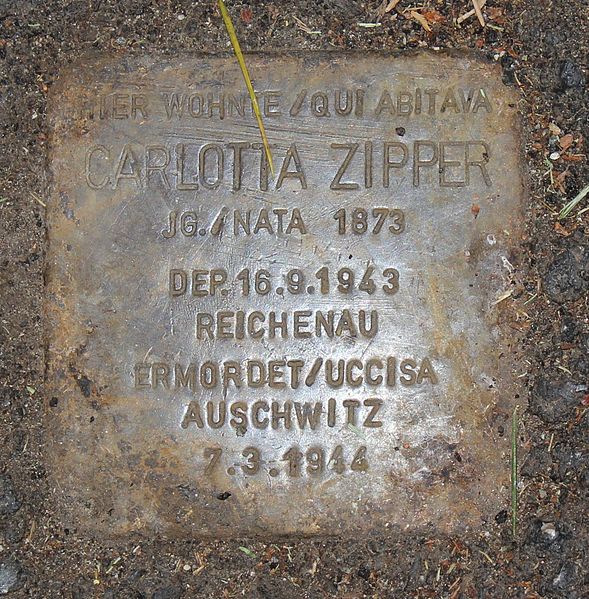 HIER WOHNTE/QUI ABITAVA
CARLOTTA ZIPPER
JG./NATA 1873
DEP. 16.9.1943
REICHENAU
ERMORDET/UCCISA
AUSCHWITZ
7.3.1944